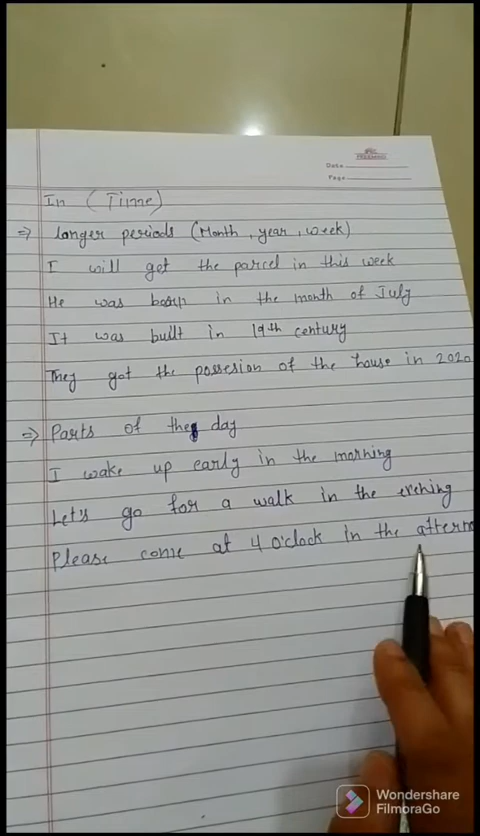 Date
Page
In (Time)
⇒ Longer periods (Month, year, week)
I will get the parcel in this week
He was born in the month of July
It was built in 19th century
They got the possesion of the house in 2020
⇒ Parts of the day
I wake up early in the morning
Let's go for a walk in the evening
Please come at 4 o'clock in the aftern
Wondershare
FilmoraGo